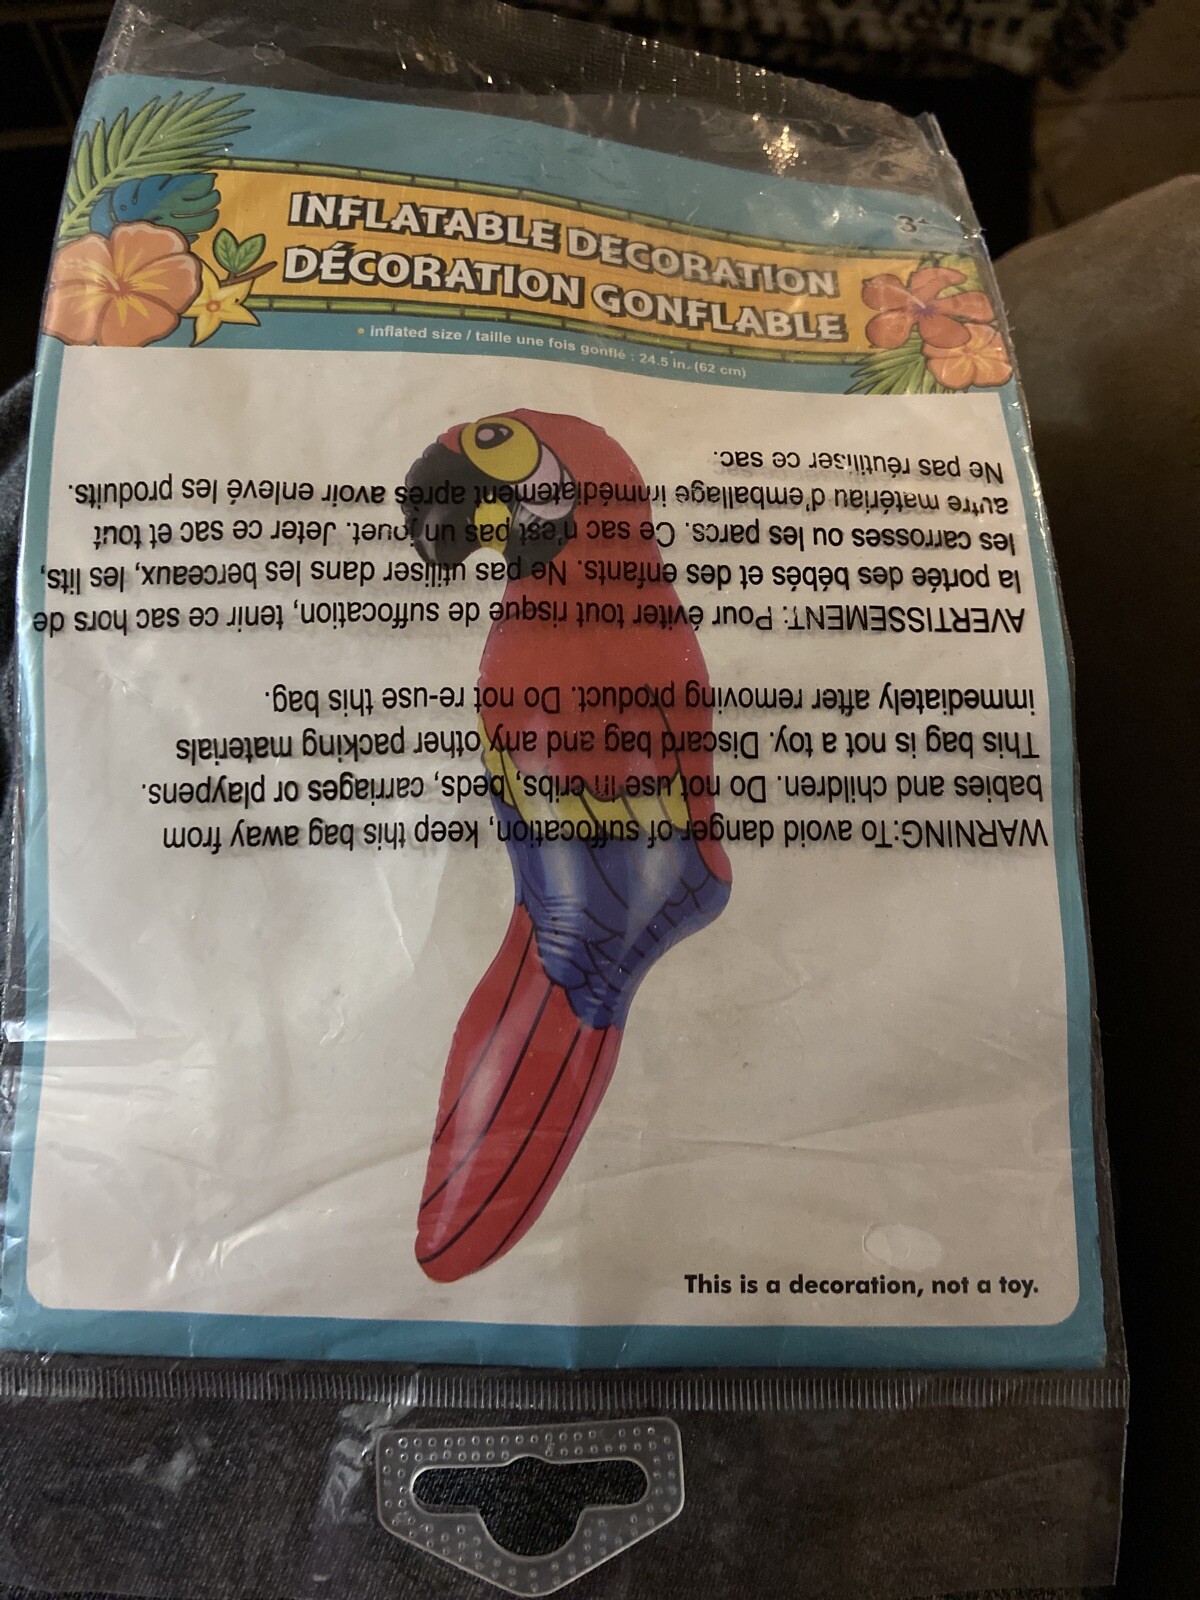 3+
INFLATABLE DECORATION
DÉCORATION GONFLABLE
• inflated size / taille une fois gonflé : 24.5 in. (62 cm)
WARNING:To avoid danger of suffocation, keep this bag away from
babies and children. Do not use in cribs, beds, carriages or playpens.
This bag is not a toy. Discard bag and any other packing materials
immediately after removing product. Do not re-use this bag.
AVERTISSEMENT: Pour éviter tout risque de suffocation, tenir ce sac hors de
la portée des bébés et des enfants. Ne pas utiliser dans les berceaux, les lits,
les carrosses ou les parcs. Ce sac n'est pas un jouet. Jeter ce sac et tout
autre matériau d'emballage immédiatement après avoir enlevé les produits.
Ne pas réutiliser ce sac.
This is a decoration, not a toy.